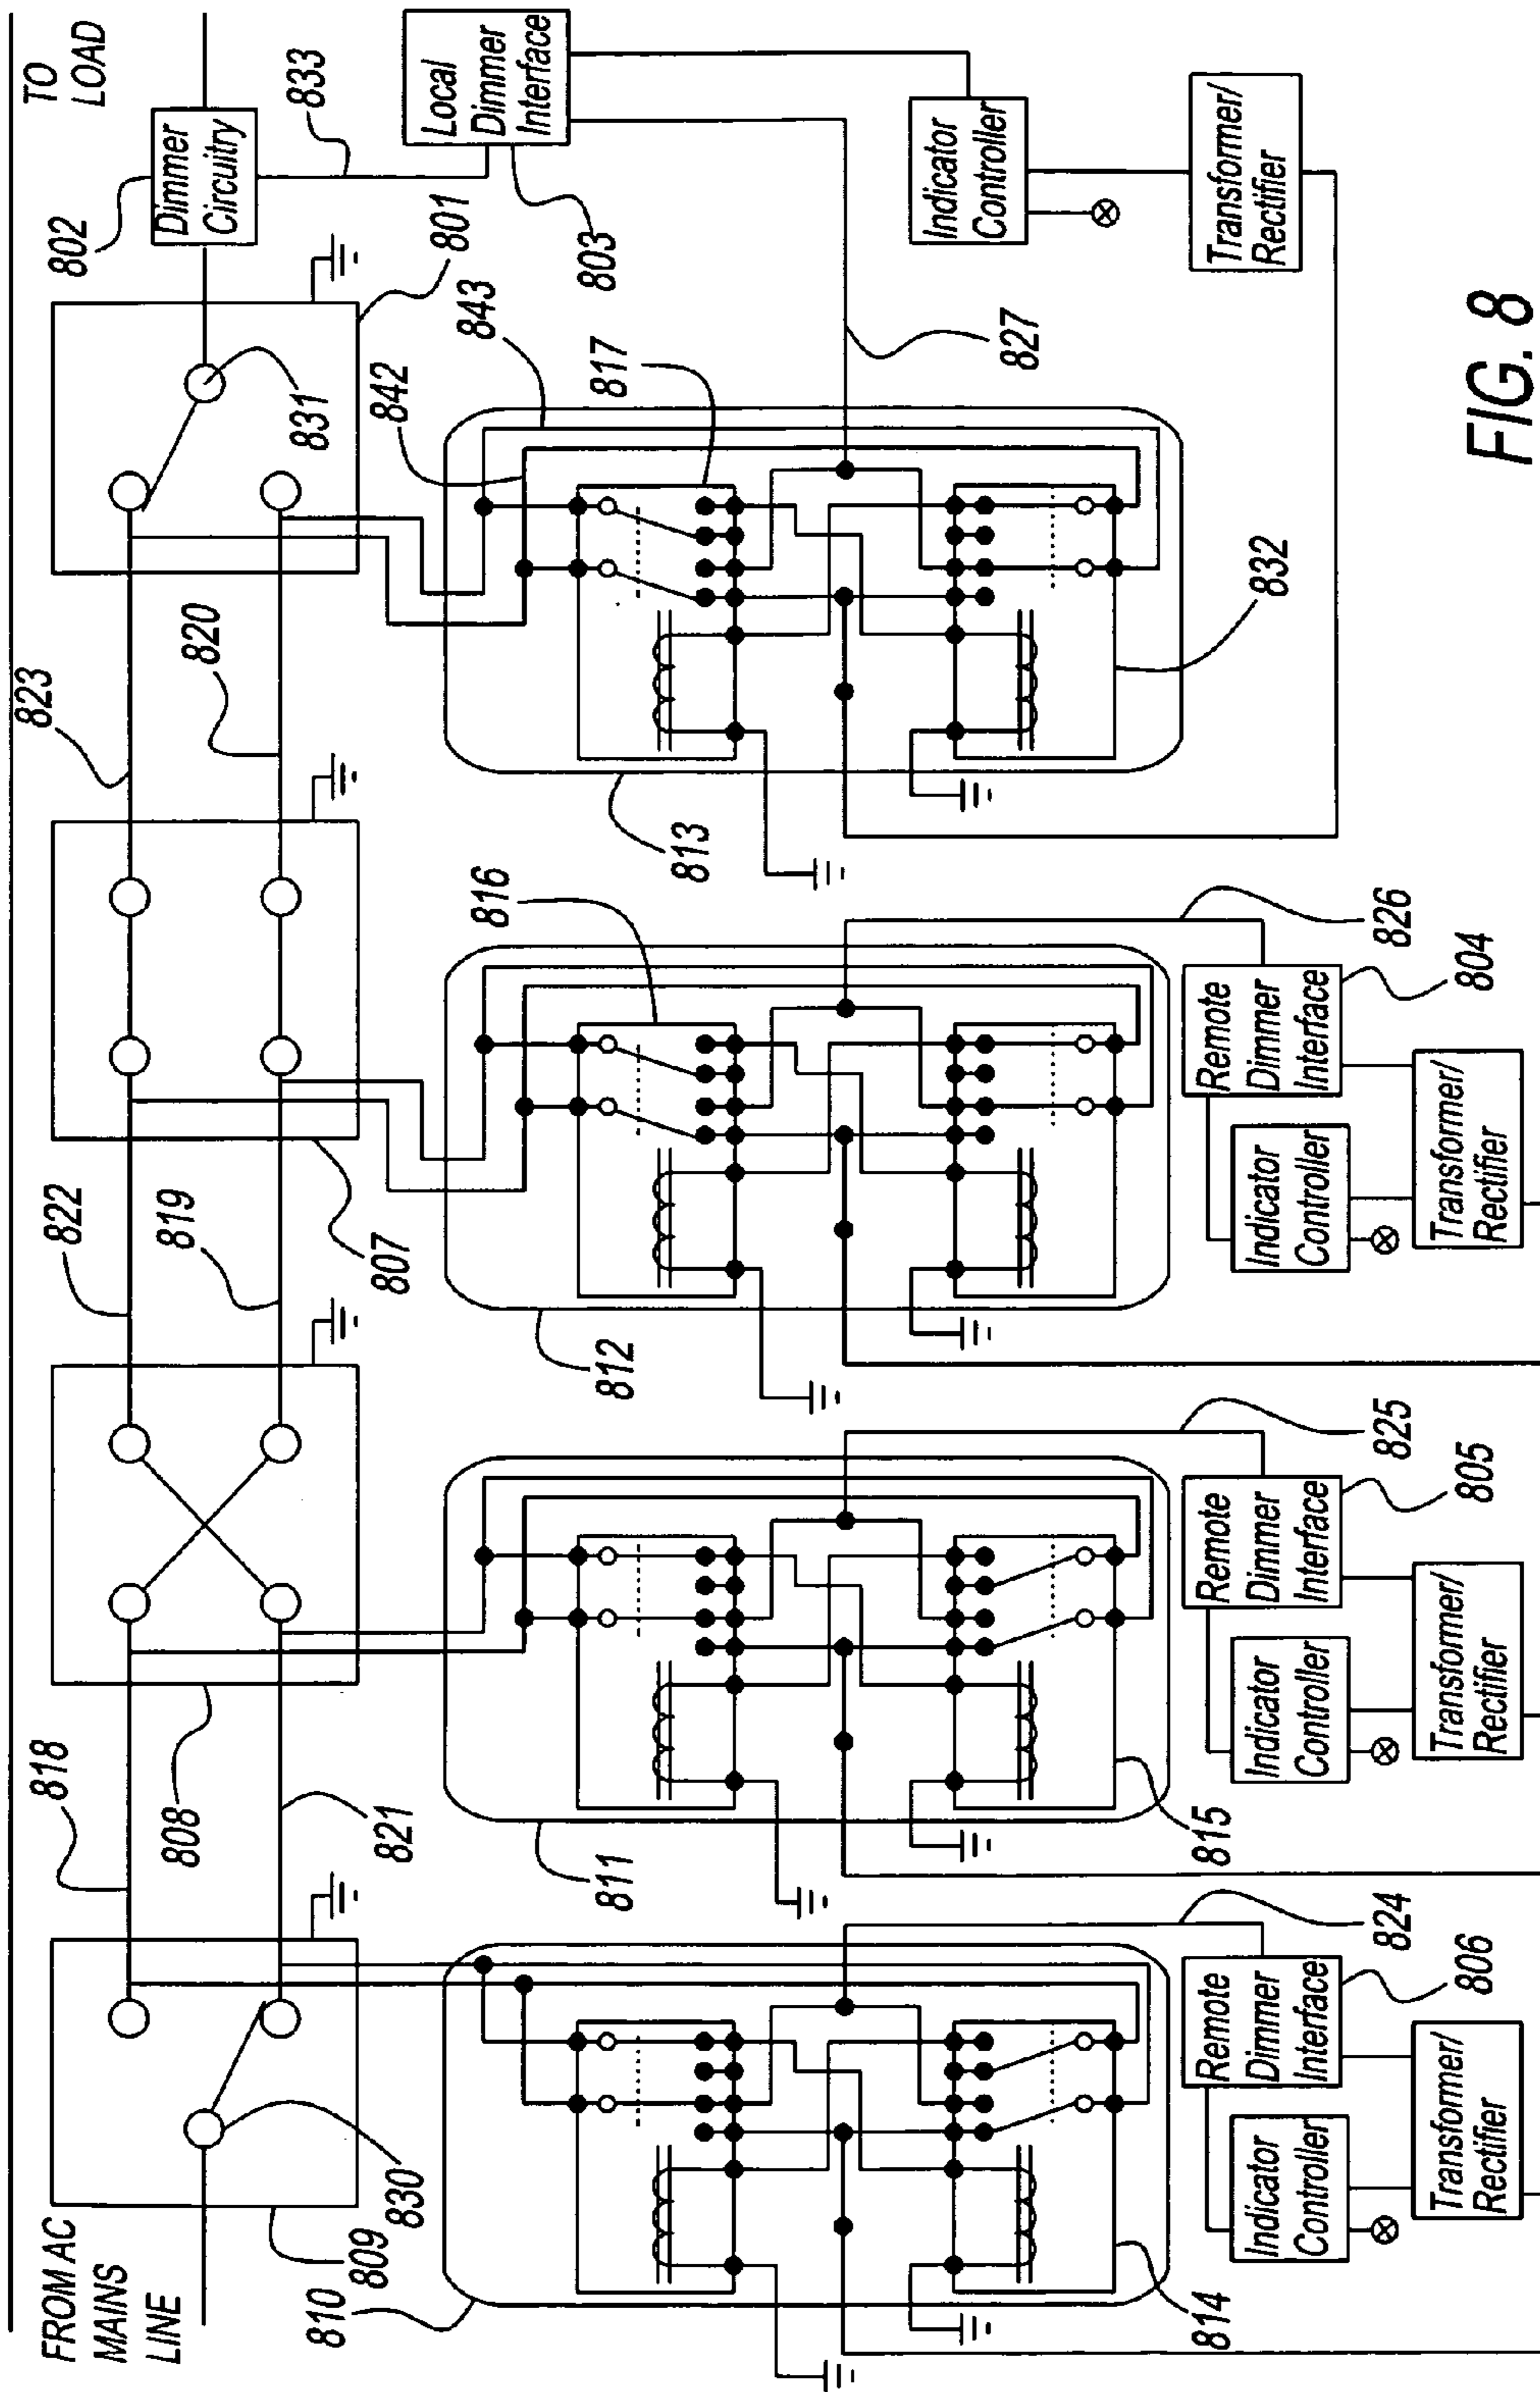 FROM AC
MAINS
LINE
TO
LOAD
809
830
818
808
821
822
819
807
823
820
831
801
802
Dimmer
Circuitry
833
Local
Dimmer
Interface
803
810
814
811
815
812
816
813
842
843
817
832
827
824
Remote
Dimmer
Interface
806
Indicator
Controller
Transformer/
Rectifier
825
Remote
Dimmer
Interface
805
Indicator
Controller
Transformer/
Rectifier
826
Remote
Dimmer
Interface
804
Indicator
Controller
Transformer/
Rectifier
Indicator
Controller
Transformer/
Rectifier
FIG. 8